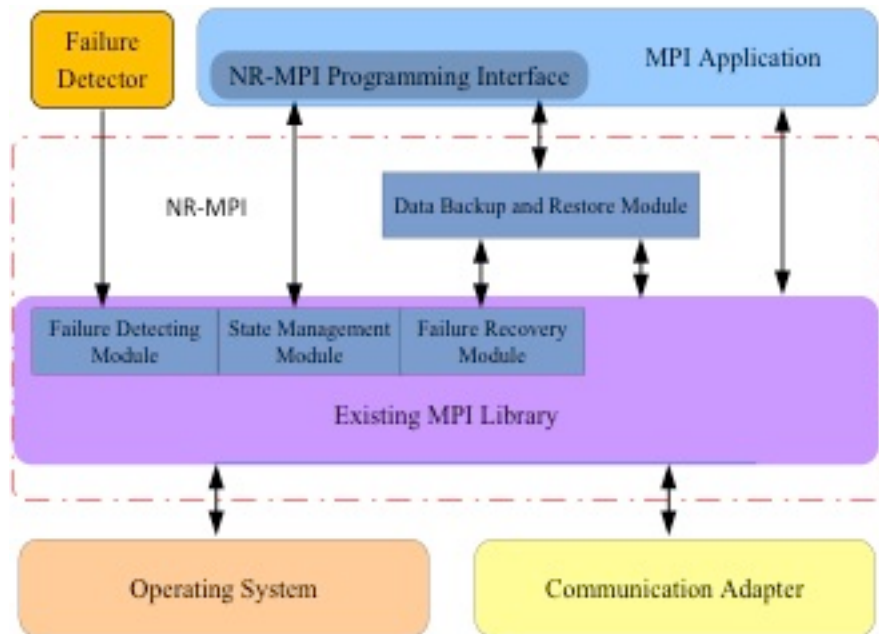 Failure
Detector
MPI Application
NR-MPI Programming Interface
NR-MPI
Data Backup and Restore Module
Failure Detecting
Module
State Management
Module
Failure Recovery
Module
Existing MPI Library
Operating System
Communication Adapter